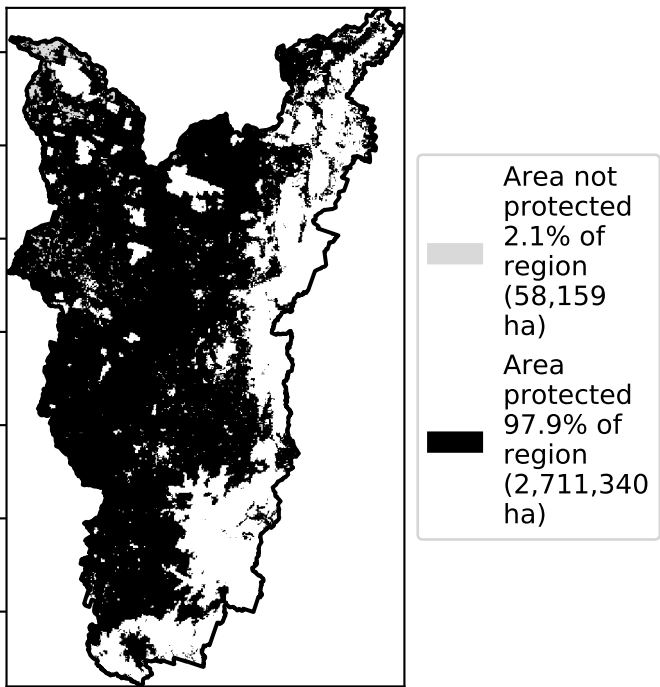 Area not
protected
2.1% of
region
(58,159
ha)
Area
protected
97.9% of
region
(2,711,340
ha)